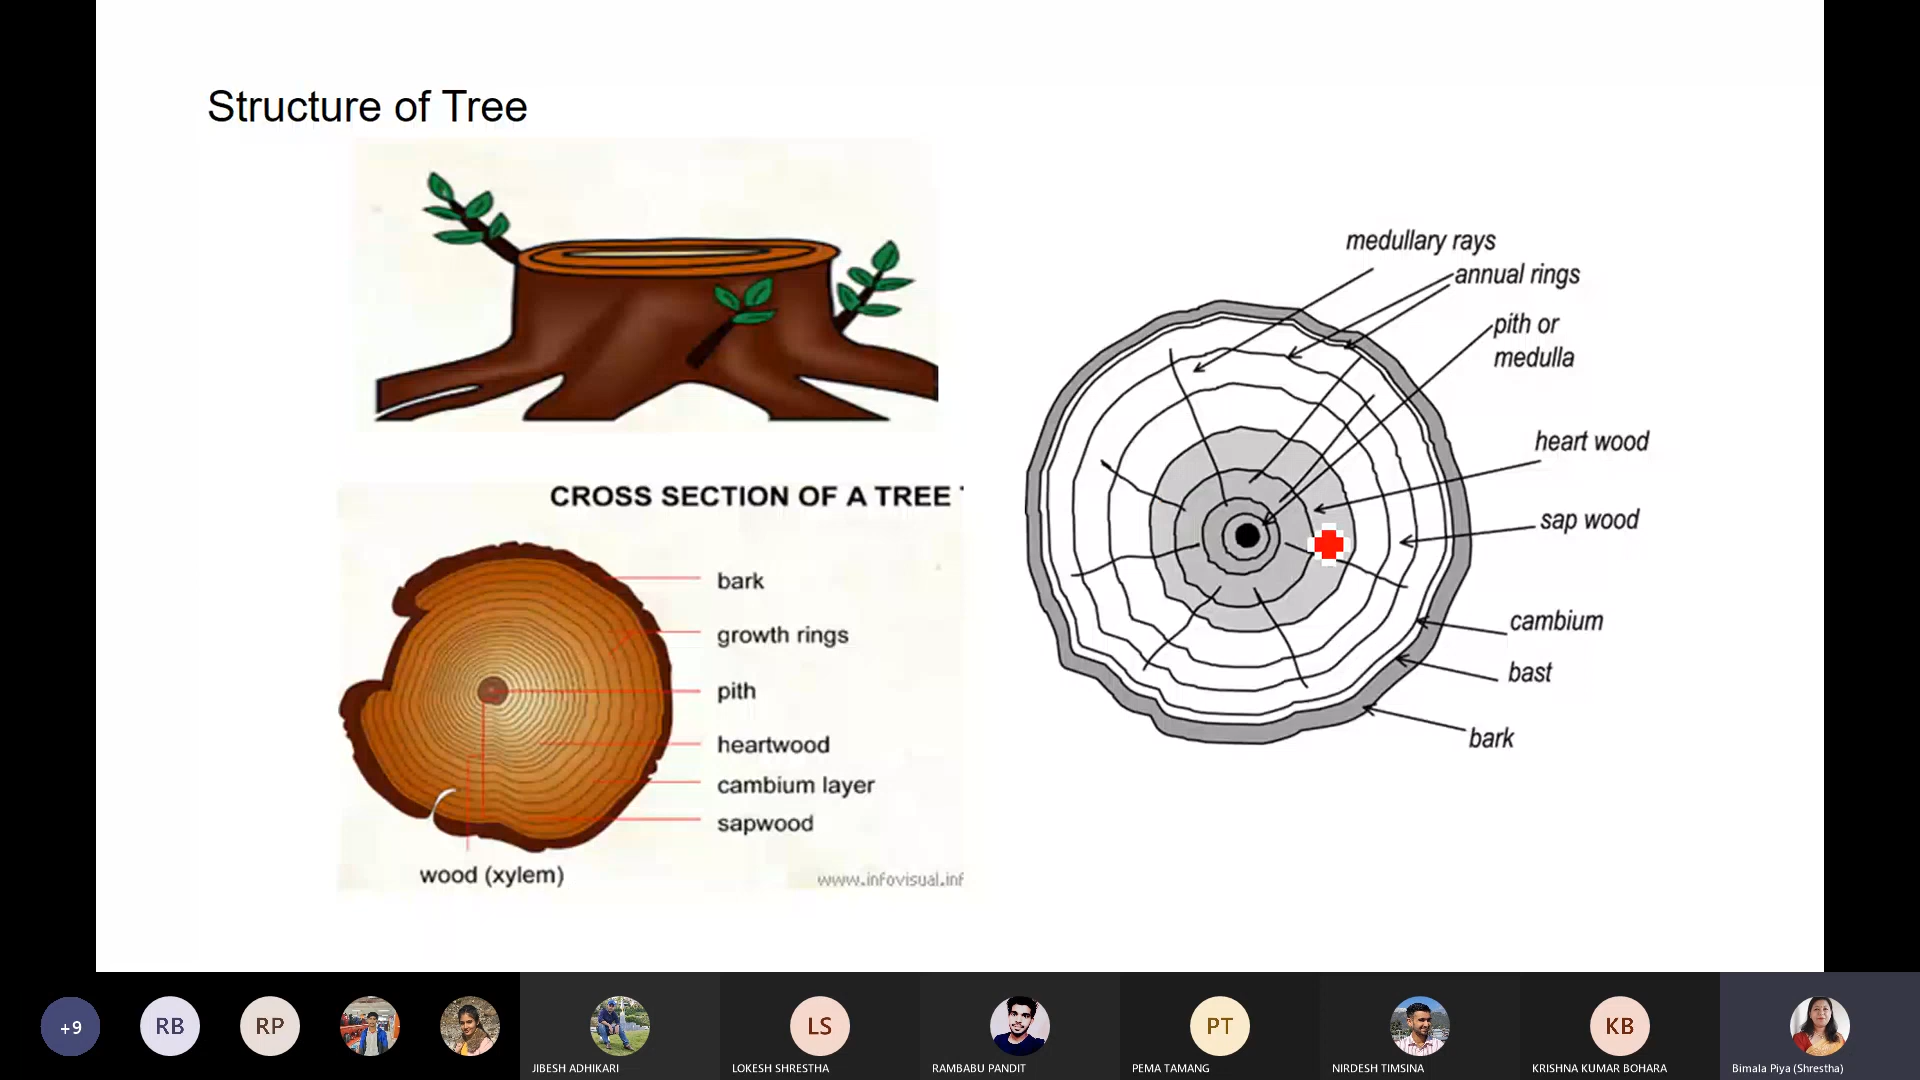 Structure of Tree
CROSS SECTION OF A TREE
bark
growth rings
pith
heartwood
cambium layer
sapwood
wood (xylem)
www.infovisual.inf
medullary rays
annual rings
pith or
medulla
heart wood
sap wood
cambium
bast
bark
+9
RB
RP
LS
PT
KB
JIBESH ADHIKARI
LOKESH SHRESTHA
RAMBABU PANDIT
PEMA TAMANG
NIRDESH TIMSINA
KRISHNA KUMAR BOHARA
Bimala Piya (Shrestha)